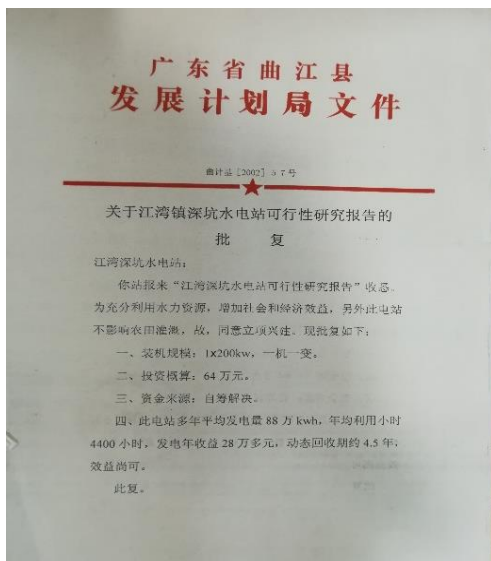 广东省曲江县
发展计划局文件
曲计基[2002]57号
关于江湾镇深坑水电站可行性研究报告的
批 复
江湾深坑水电站：
你站报来“江湾深坑水电站可行性研究报告”收悉。
为充分利用水力资源，增加社会和经济效益，另外此电站
不影响农田灌溉，故，同意立项兴建。现批复如下：
一、装机规模：1x200kw，一机一变。
二、投资概算：64万元。
三、资金来源：自筹解决。
四、此电站多年平均发电量88万kwh，年均利用小时
4400小时，发电年收益28万多元，动态回收期约4.5年，
效益尚可。
此复。